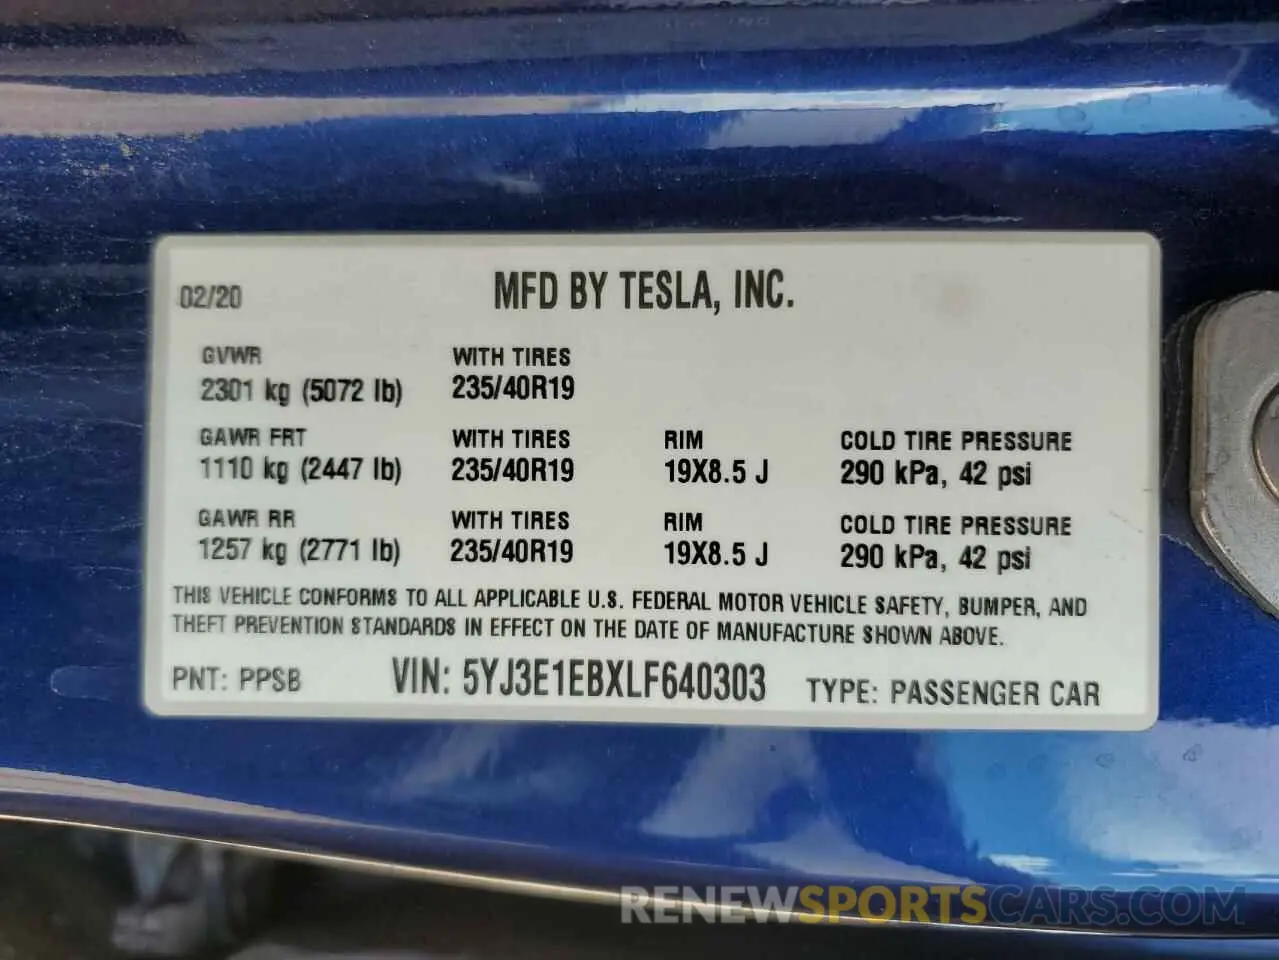 02/20 MFD BY TESLA, INC.
GVWR WITH TIRES
2301 kg (5072 lb) 235/40R19
GAWR FRT WITH TIRES RIM COLD TIRE PRESSURE
1110 kg (2447 lb) 235/40R19 19X8.5 J 290 kPa, 42 psi
GAWR RR WITH TIRES RIM COLD TIRE PRESSURE
1257 kg (2771 lb) 235/40R19 19X8.5 J 290 kPa, 42 psi
THIS VEHICLE CONFORMS TO ALL APPLICABLE U.S. FEDERAL MOTOR VEHICLE SAFETY, BUMPER, AND
THEFT PREVENTION STANDARDS IN EFFECT ON THE DATE OF MANUFACTURE SHOWN ABOVE.
PNT: PPSB VIN: 5YJ3E1EBXLF640303 TYPE: PASSENGER CAR
RENEWSPORTSCARS.COM